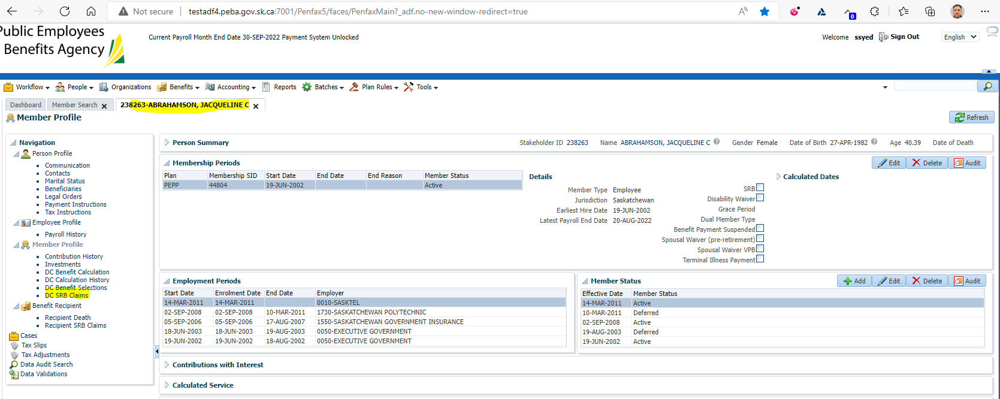 Not secure | testadf4.peba.gov.sk.ca:7001/Penfax5/faces/PenfaxMain?_adf.no-new-window-redirect=true
0
Public Employees
Benefits Agency
Current Payroll Month End Date 30-SEP-2022 Payment System Unlocked
Welcome ssyed Sign Out English
Workflow People Organizations Benefits Accounting Reports Batches Plan Rules Tools
Dashboard Member Search 238263-ABRAHAMSON, JACQUELINE C
Member Profile
Refresh
Navigation
Person Profile
Communication
Contacts
Marital Status
Beneficiaries
Legal Orders
Payment Instructions
Tax Instructions
Employee Profile
Payroll History
Member Profile
Contribution History
Investments
DC Benefit Calculation
DC Calculation History
DC Benefit Selections
DC SRB Claims
Benefit Recipient
Recipient Death
Recipient SRB Claims
Cases
Tax Slips
Tax Adjustments
Data Audit Search
Data Validations
Person Summary Stakeholder ID 238263 Name ABRAHAMSON, JACQUELINE C Gender Female Date of Birth 27-APR-1982 Age 40.39 Date of Death
Membership Periods Edit Delete Audit
Plan Membership SID Start Date End Date End Reason Member Status
PEPP 44804 19-JUN-2002 Active
Details
Member Type Employee
Jurisdiction Saskatchewan
Earliest Hire Date 19-JUN-2002
Latest Payroll End Date 20-AUG-2022
SRB
Disability Waiver
Grace Period
Dual Member Type
Benefit Payment Suspended
Spousal Waiver (pre-retirement)
Spousal Waiver VPB
Terminal Illness Payment
Calculated Dates
Employment Periods
Start Date Enrolment Date End Date Employer
14-MAR-2011 14-MAR-2011 0010-SASKTEL
02-SEP-2008 02-SEP-2008 10-MAR-2011 1730-SASKATCHEWAN POLYTECHNIC
05-SEP-2006 05-SEP-2006 17-AUG-2007 1550-SASKATCHEWAN GOVERNMENT INSURANCE
18-JUN-2003 18-JUN-2003 19-AUG-2003 0050-EXECUTIVE GOVERNMENT
19-JUN-2002 19-JUN-2002 18-AUG-2002 0050-EXECUTIVE GOVERNMENT
Member Status Add Edit Delete Audit
Effective Date Member Status
14-MAR-2011 Active
10-MAR-2011 Deferred
02-SEP-2008 Active
19-AUG-2003 Deferred
19-JUN-2002 Active
Contributions with Interest
Calculated Service